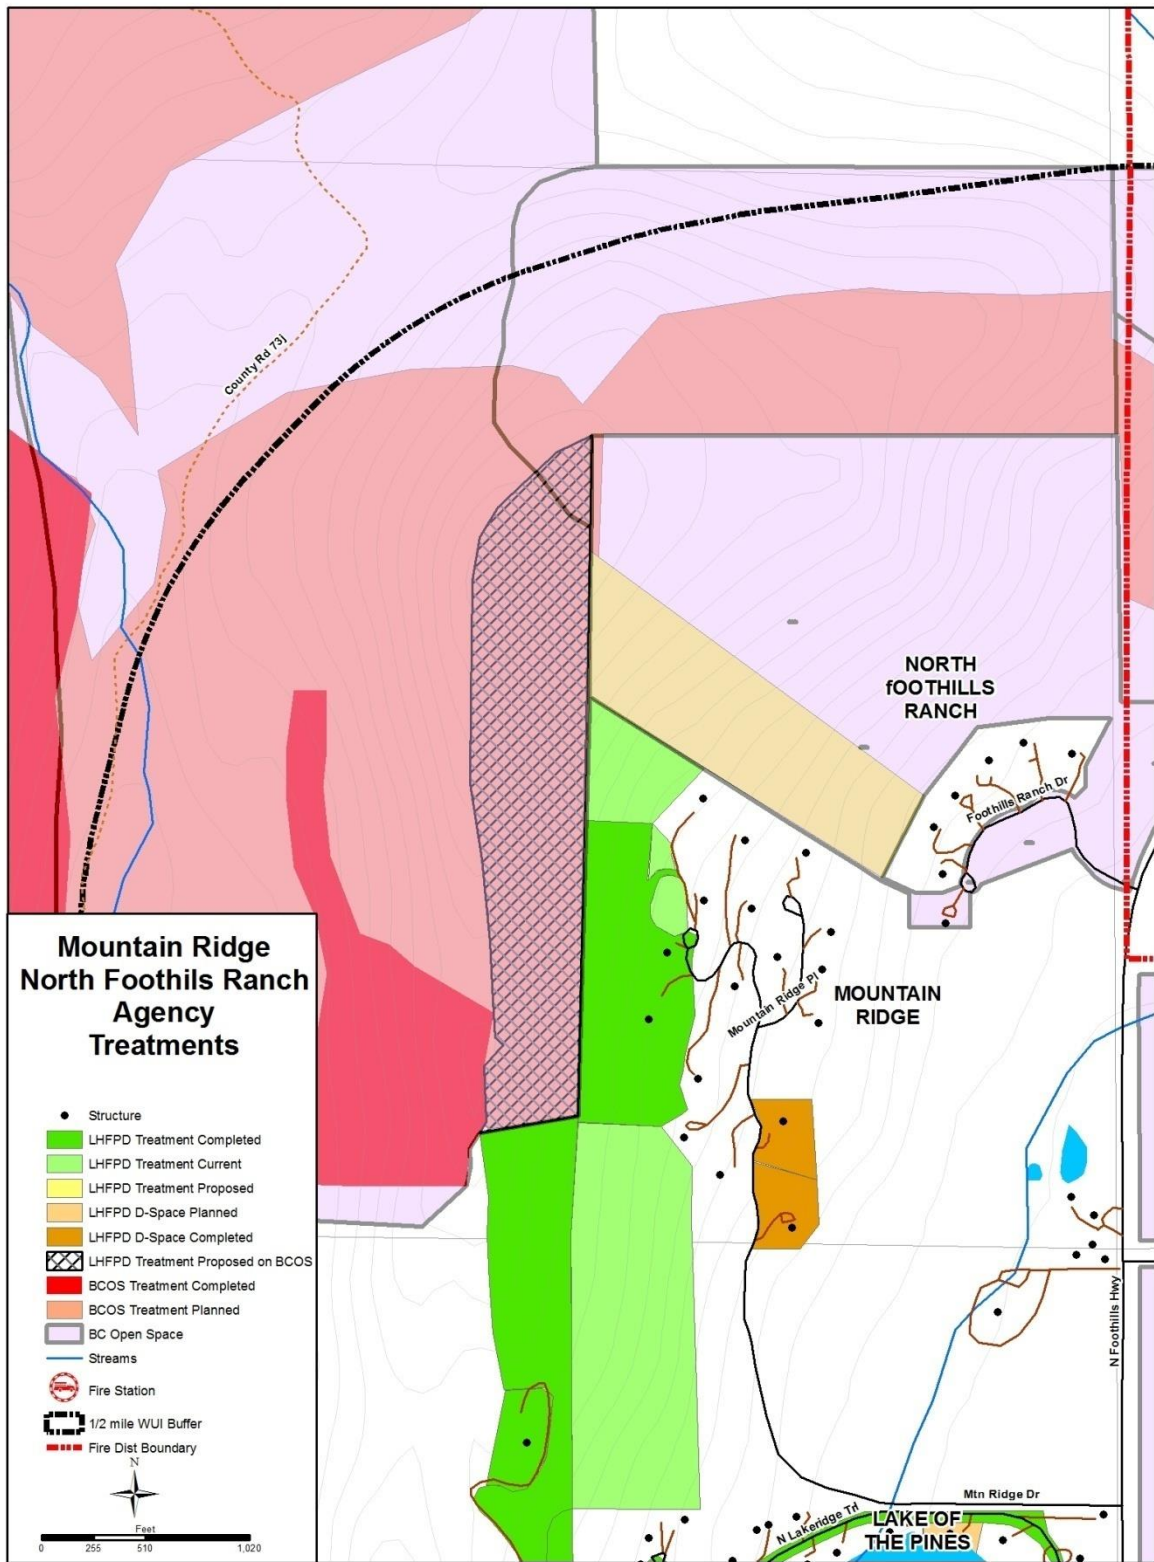 County Rd 73j
NORTH
fOOTHILLS
RANCH
Foothills Ranch Dr
Mountain Ridge Pl
MOUNTAIN
RIDGE
N Foothills Hwy
Mtn Ridge Dr
N Lakeridge Trl
LAKE OF
THE PINES
Mountain Ridge
North Foothils Ranch
Agency
Treatments
Structure
LHFPD Treatment Completed
LHFPD Treatment Current
LHFPD Treatment Proposed
LHFPD D-Space Planned
LHFPD D-Space Completed
LHFPD Treatment Proposed on BCOS
BCOS Treatment Completed
BCOS Treatment Planned
BC Open Space
Streams
Fire Station
1/2 mile WUI Buffer
Fire Dist Boundary
N
Feet
0 255 510 1,020